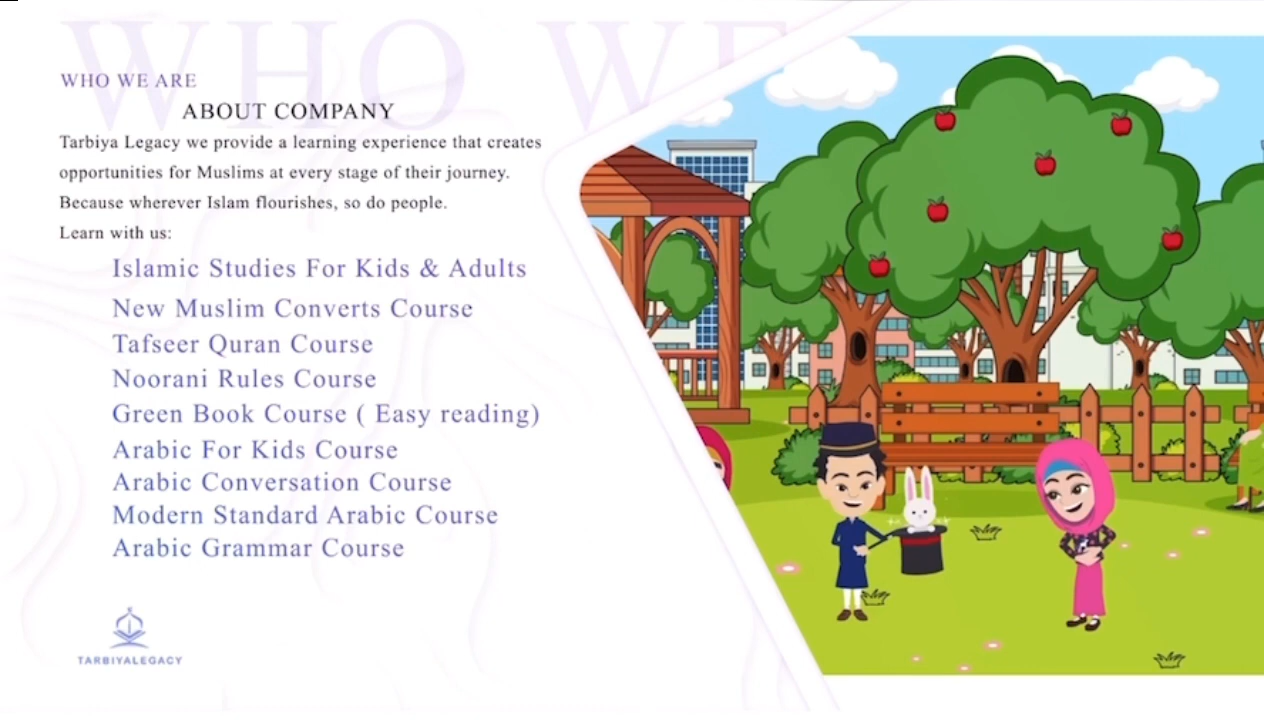 WHO WE
WHO WE ARE
ABOUT COMPANY
Tarbiya Legacy we provide a learning experience that creates
opportunities for Muslims at every stage of their journey.
Because wherever Islam flourishes, so do people.
Learn with us:
Islamic Studies For Kids & Adults
New Muslim Converts Course
Tafseer Quran Course
Noorani Rules Course
Green Book Course ( Easy reading)
Arabic For Kids Course
Arabic Conversation Course
Modern Standard Arabic Course
Arabic Grammar Course
TARBIYALEGACY